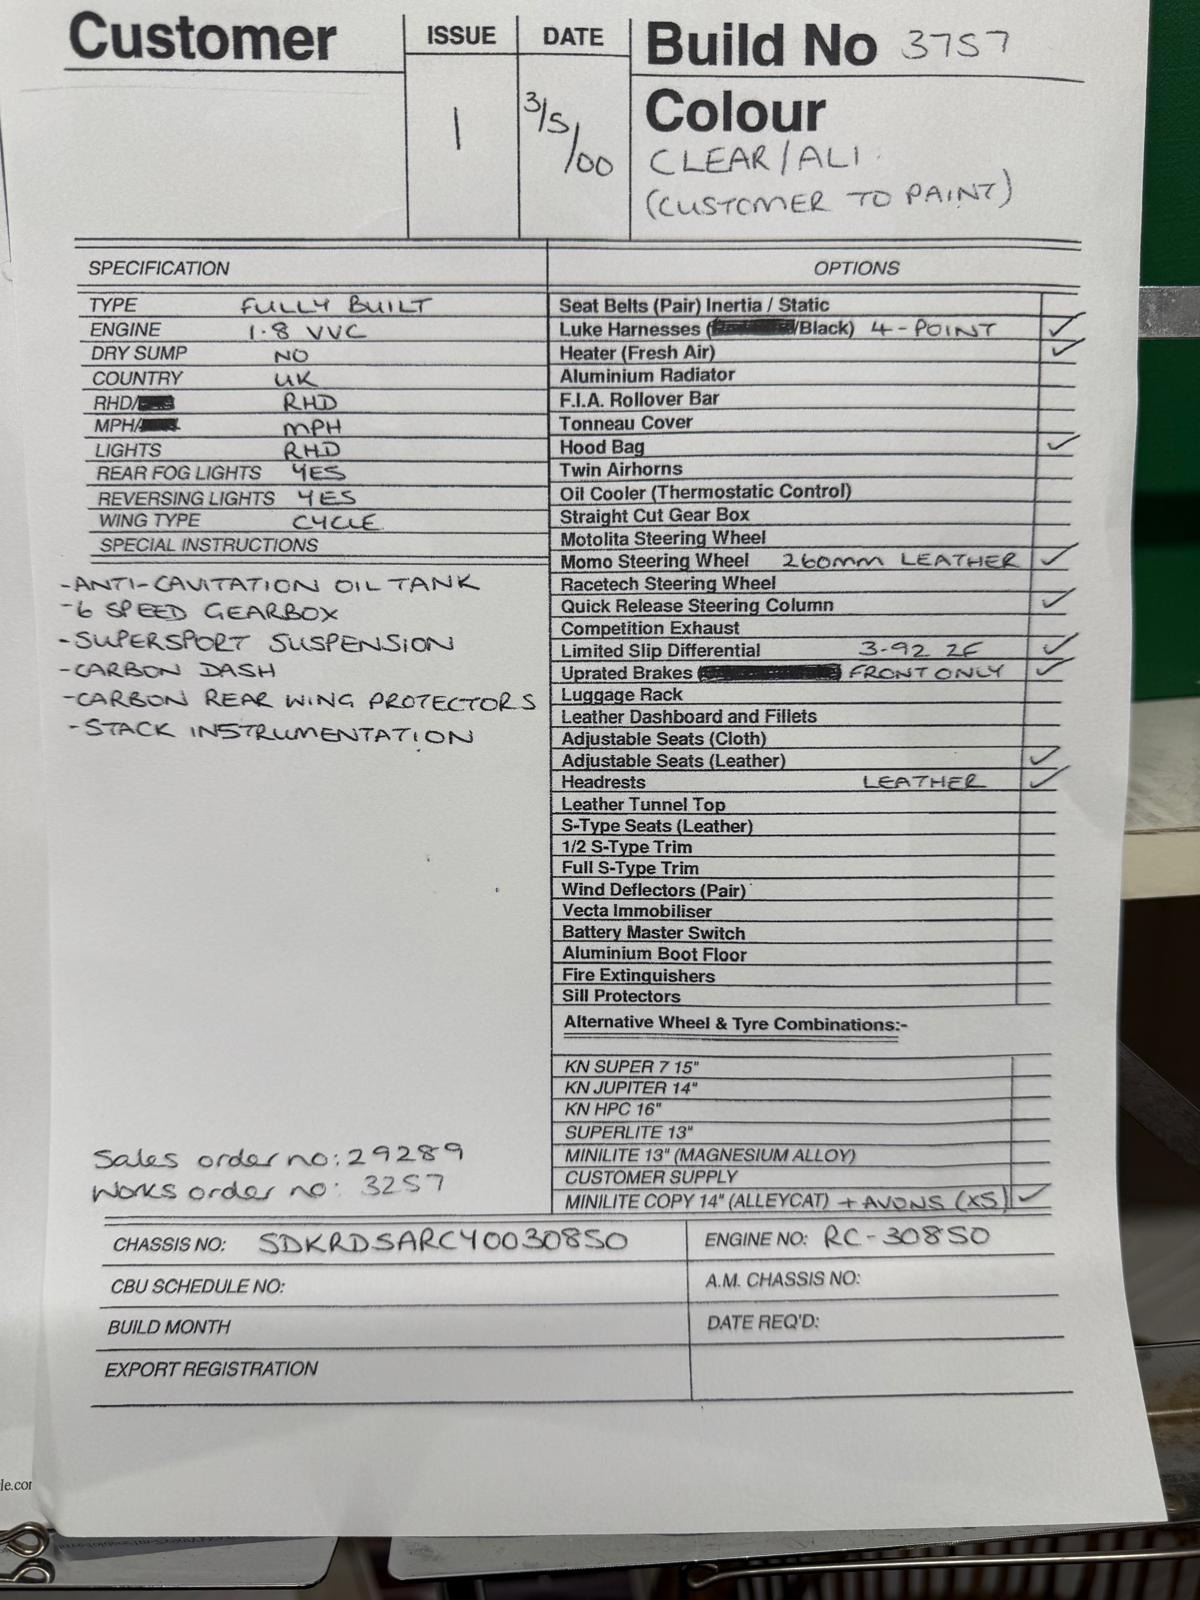 Customer
ISSUE
1
DATE
3/5/00
Build No 3757
Colour
CLEAR/ALI.
(CUSTOMER TO PAINT)
SPECIFICATION
TYPE FULLY BUILT
ENGINE 1.8 VVC
DRY SUMP NO
COUNTRY UK
RHD/ RHD
MPH/ MPH
LIGHTS RHD
REAR FOG LIGHTS YES
REVERSING LIGHTS YES
WING TYPE CYCLE
SPECIAL INSTRUCTIONS
-ANTI-CAVITATION OIL TANK
-6 SPEED GEARBOX
-SUPERSPORT SUSPENSION
-CARBON DASH
-CARBON REAR WING PROTECTORS
-STACK INSTRUMENTATION
Sales order no: 29289
Works order no: 3257
OPTIONS
Seat Belts (Pair) Inertia / Static
Luke Harnesses (/Black) 4-POINT ✓
Heater (Fresh Air) ✓
Aluminium Radiator
F.I.A. Rollover Bar
Tonneau Cover
Hood Bag ✓
Twin Airhorns
Oil Cooler (Thermostatic Control)
Straight Cut Gear Box
Motolita Steering Wheel
Momo Steering Wheel 260MM LEATHER ✓
Racetech Steering Wheel
Quick Release Steering Column ✓
Competition Exhaust
Limited Slip Differential 3-92 ZF ✓
Uprated Brakes FRONT ONLY ✓
Luggage Rack
Leather Dashboard and Fillets
Adjustable Seats (Cloth)
Adjustable Seats (Leather) ✓
Headrests LEATHER ✓
Leather Tunnel Top
S-Type Seats (Leather)
1/2 S-Type Trim
Full S-Type Trim
Wind Deflectors (Pair)
Vecta Immobiliser
Battery Master Switch
Aluminium Boot Floor
Fire Extinguishers
Sill Protectors
Alternative Wheel & Tyre Combinations:-
KN SUPER 7 15"
KN JUPITER 14"
KN HPC 16"
SUPERLITE 13"
MINILITE 13" (MAGNESIUM ALLOY)
CUSTOMER SUPPLY
MINILITE COPY 14" (ALLEYCAT) + AVONS (X5) ✓
CHASSIS NO: SDKRDSARCY0030850
ENGINE NO: RC-30850
CBU SCHEDULE NO:
A.M. CHASSIS NO:
BUILD MONTH
DATE REQ'D:
EXPORT REGISTRATION